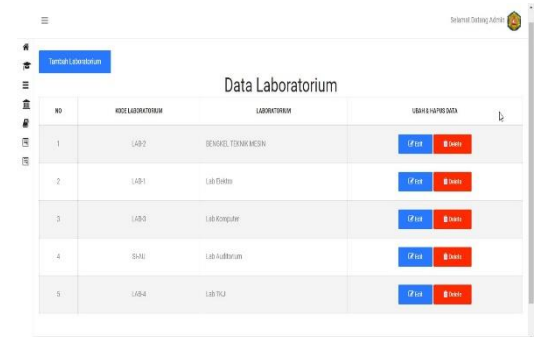 Selamat Datang Admin
Tambah Laboratorium
Data Laboratorium
NO KODE LABORATORIUM LABORATORIUM UBAH & HAPUS DATA
1 LAB-2 BENGKEL TEKNIK MESIN Edit Delete
2 LAB-1 Lab Elektro Edit Delete
3 LAB-3 Lab Komputer Edit Delete
4 Lab Auditorium Edit Delete
5 LAB-4 Lab TKJ Edit Delete